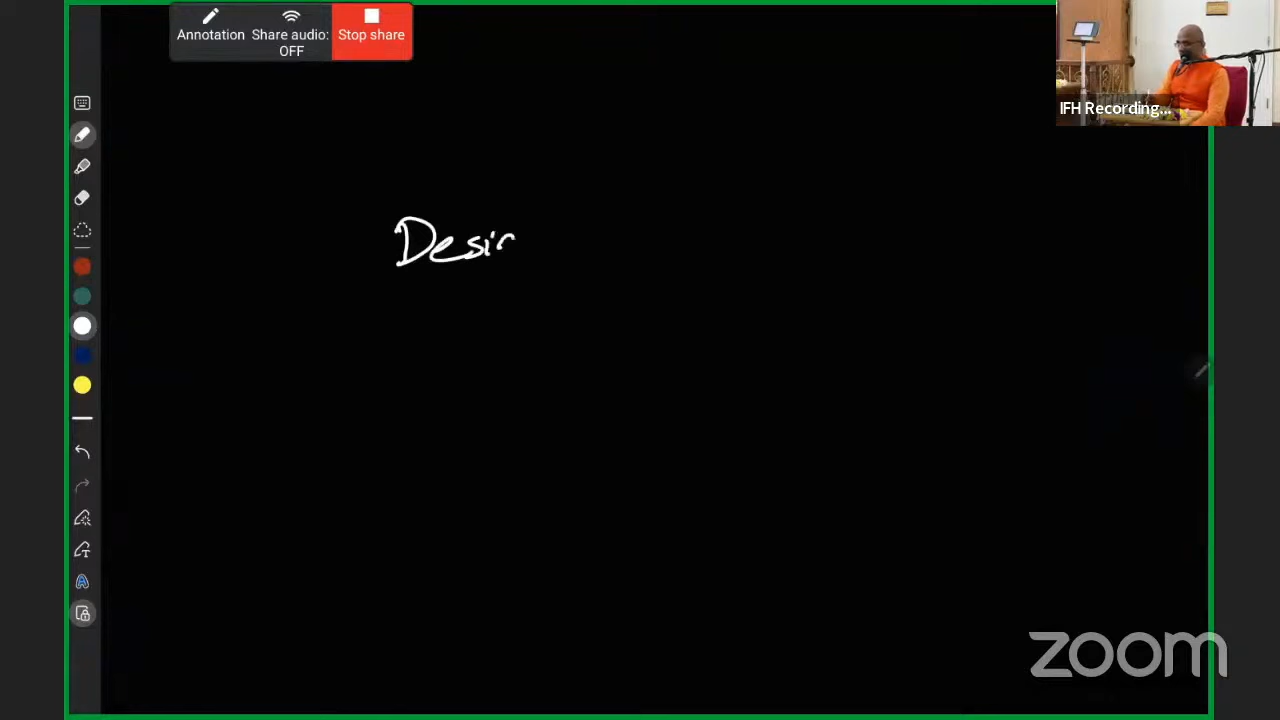 Annotation
Share audio: OFF
Stop share
IFH Recording...
Desir
zoom